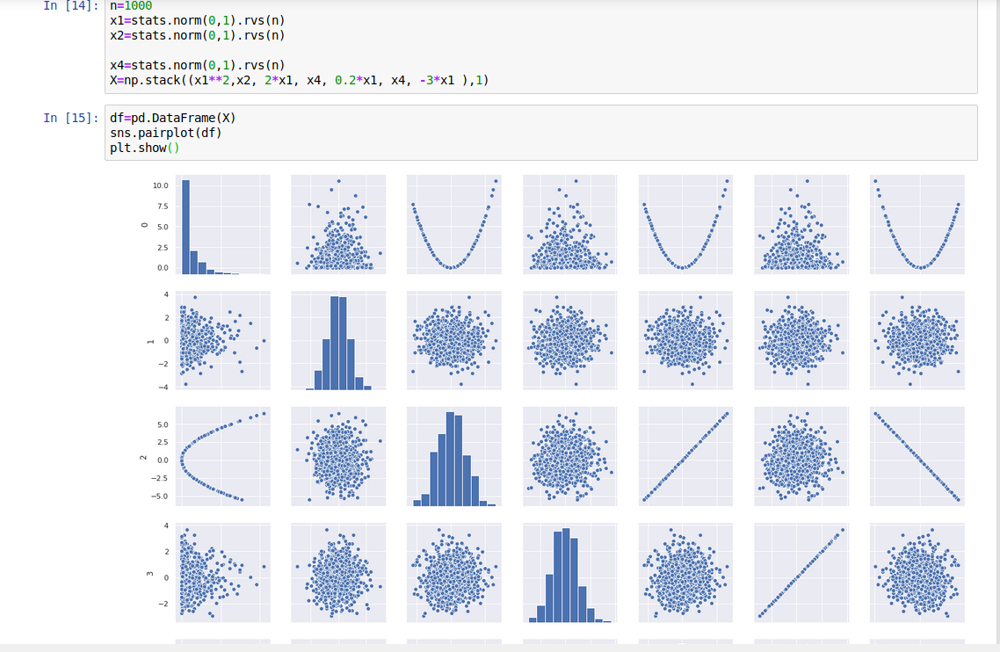 In [14]:
n=1000
x1=stats.norm(0,1).rvs(n)
x2=stats.norm(0,1).rvs(n)
x4=stats.norm(0,1).rvs(n)
X=np.stack((x1**2,x2, 2*x1, x4, 0.2*x1, x4, -3*x1 ),1)
In [15]:
df=pd.DataFrame(X)
sns.pairplot(df)
plt.show()
10.0
7.5
5.0
2.5
0.0
0
4
2
0
−2
−4
1
5.0
2.5
0.0
−2.5
−5.0
2
4
2
0
−2
3